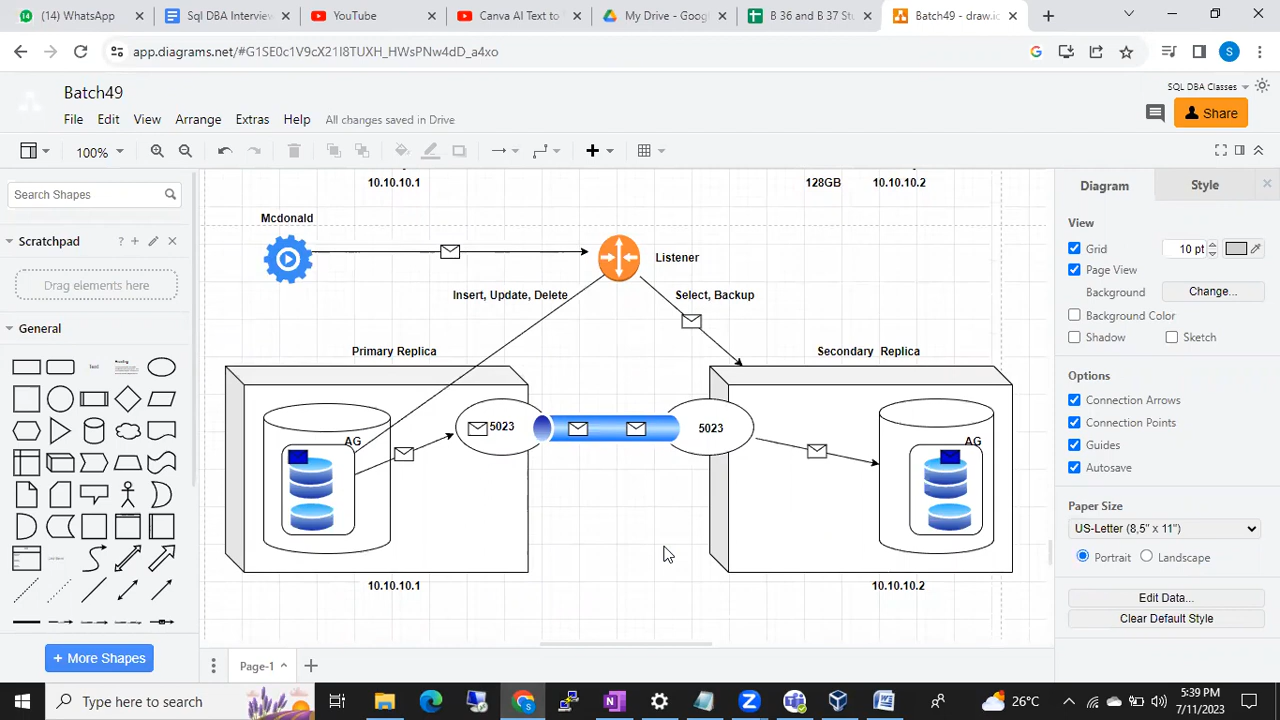 (14) WhatsApp
Sql DBA Interview
YouTube
Canva AI Text to
My Drive - Goog
B 36 and B 37 St
Batch49 - draw.io
app.diagrams.net/#G1SE0c1V9cX21I8TUXH_HWsPNw4dD_a4xo
S
Batch49
SQL DBA Classes
File Edit View Arrange Extras Help All changes saved in Drive
Share
100%
Search Shapes
Scratchpad
Drag elements here
General
Text
Heading
List Item
+ More Shapes
10.10.10.1
128GB
10.10.10.2
Mcdonald
Listener
Insert, Update, Delete
Select, Backup
Primary Replica
Secondary Replica
AG
5023
5023
AG
10.10.10.1
10.10.10.2
Page-1
Diagram
Style
View
Grid
10 pt
Page View
Background
Change...
Background Color
Shadow
Sketch
Options
Connection Arrows
Connection Points
Guides
Autosave
Paper Size
US-Letter (8,5" x 11")
Portrait
Landscape
Edit Data...
Clear Default Style
Type here to search
26°C
5:39 PM
7/11/2023